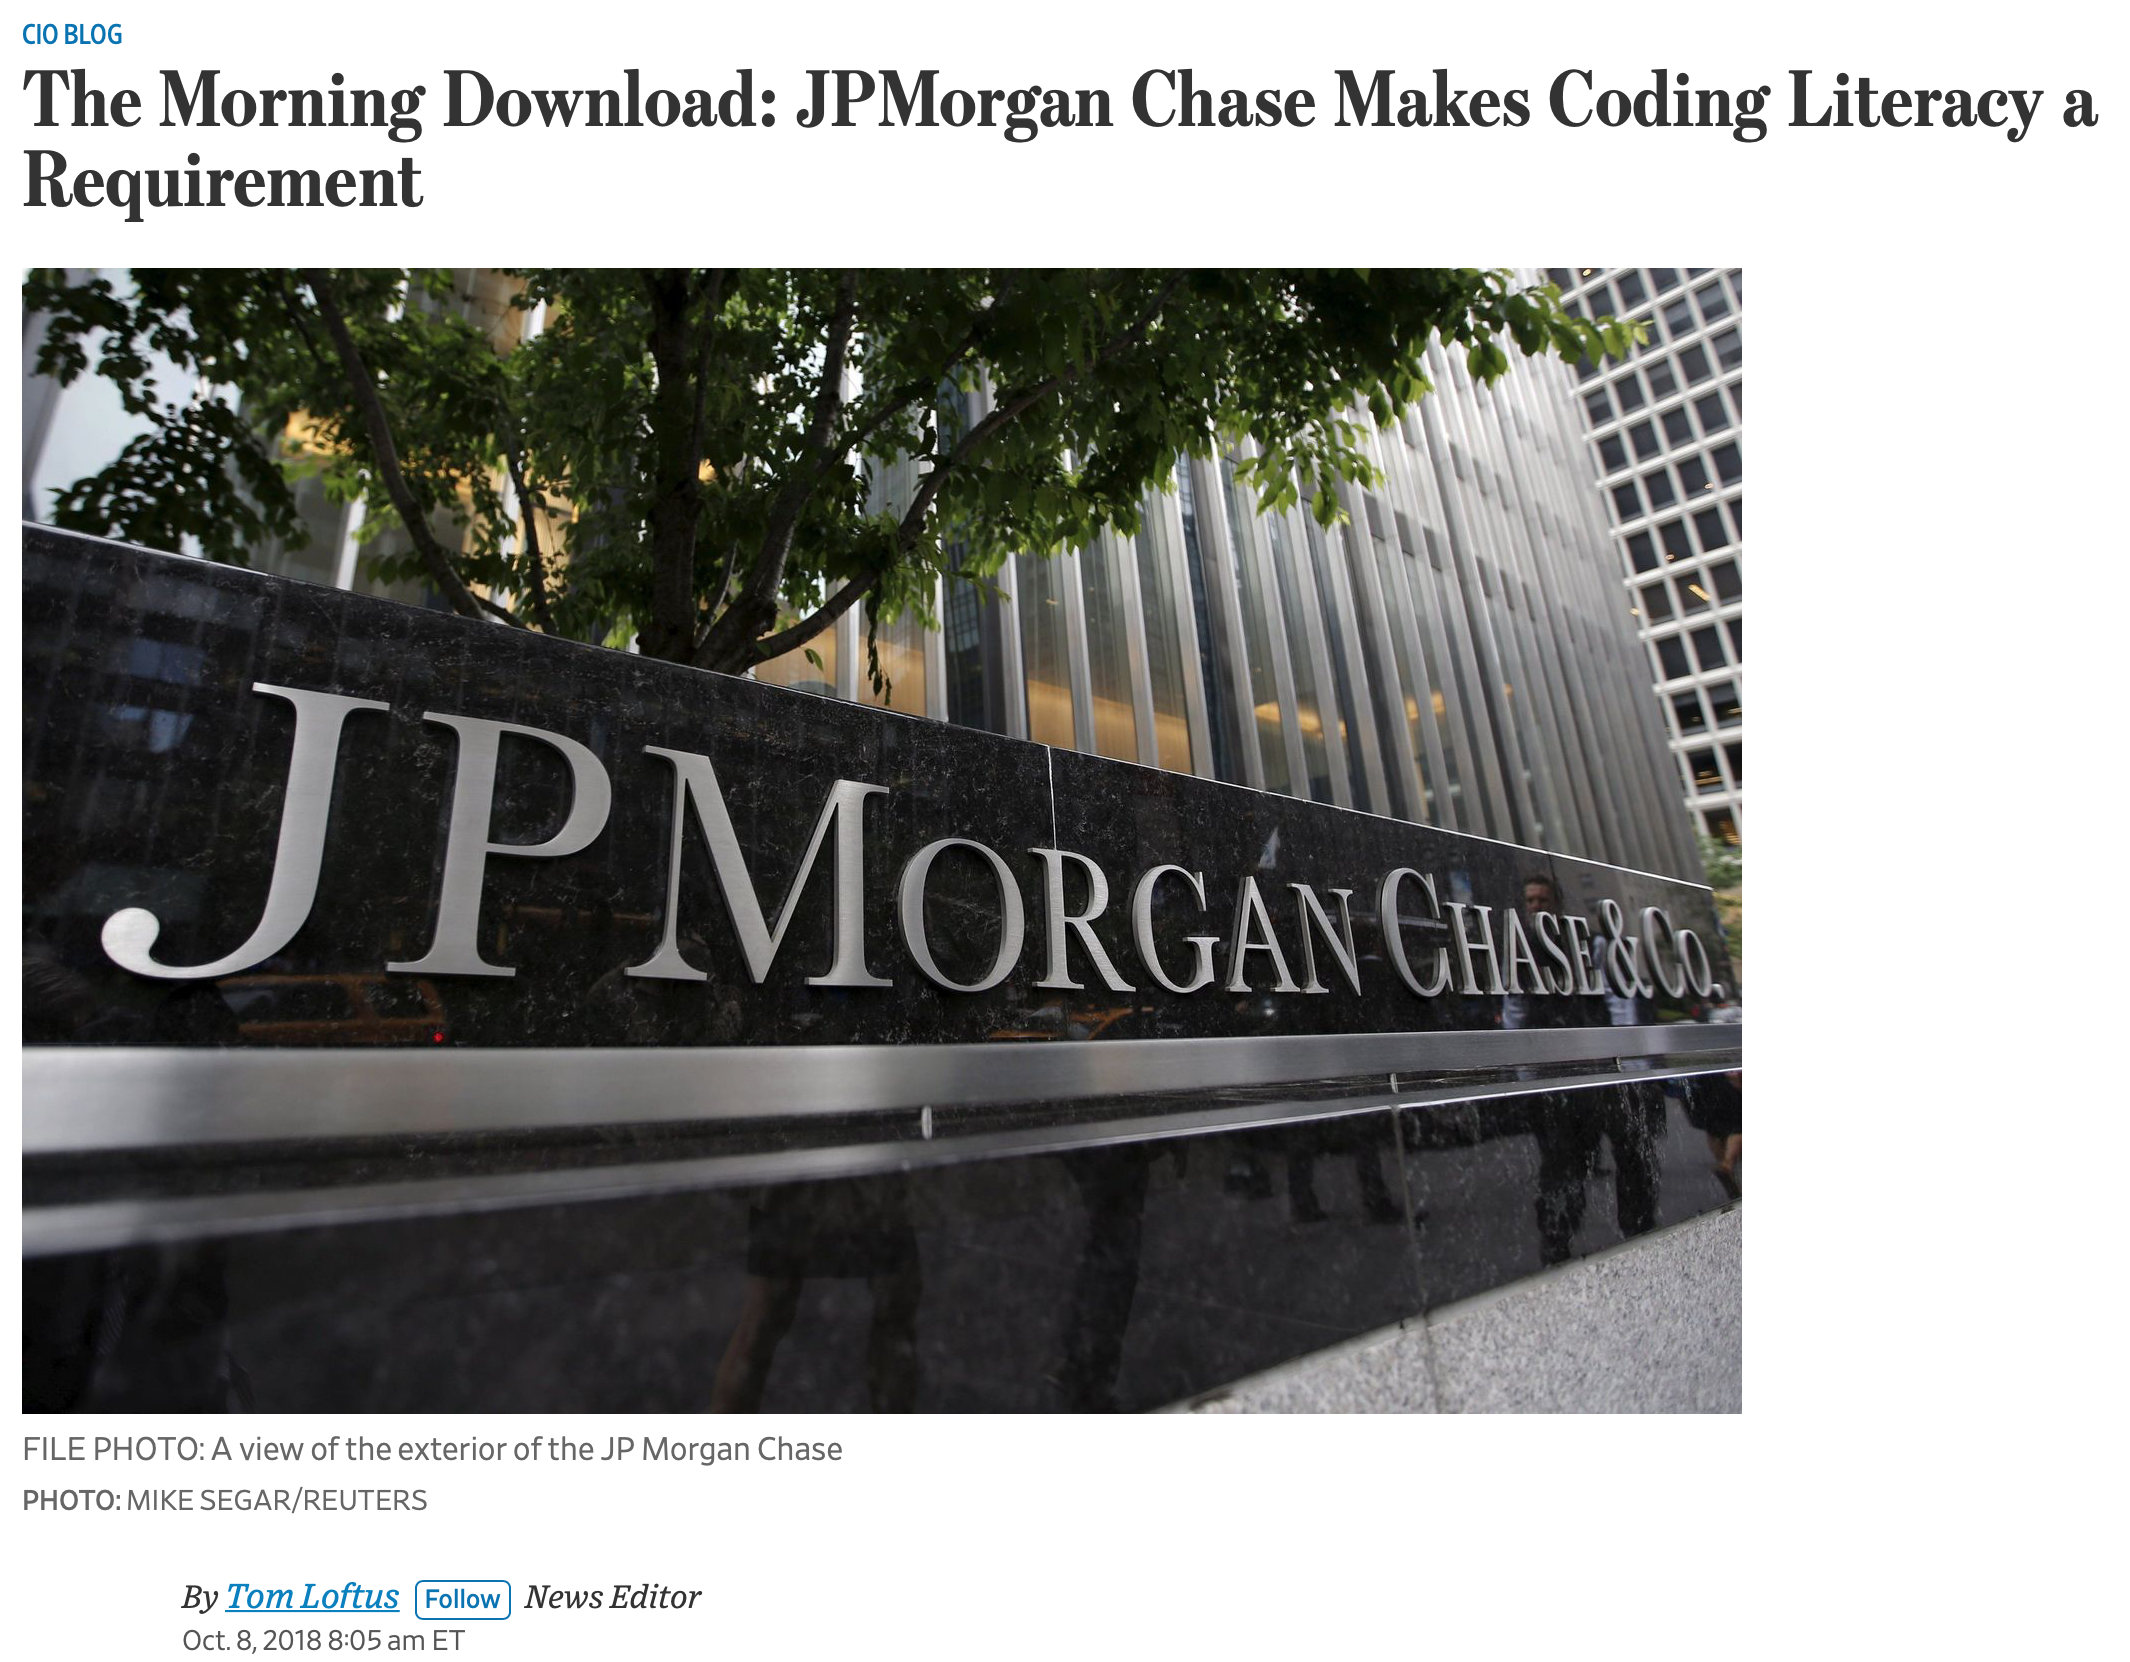 CIO BLOG
The Morning Download: JPMorgan Chase Makes Coding Literacy a
Requirement
JPMORGAN CHASE & CO.
FILE PHOTO: A view of the exterior of the JP Morgan Chase
PHOTO: MIKE SEGAR/REUTERS
By Tom Loftus Follow News Editor
Oct. 8, 2018 8:05 am ET